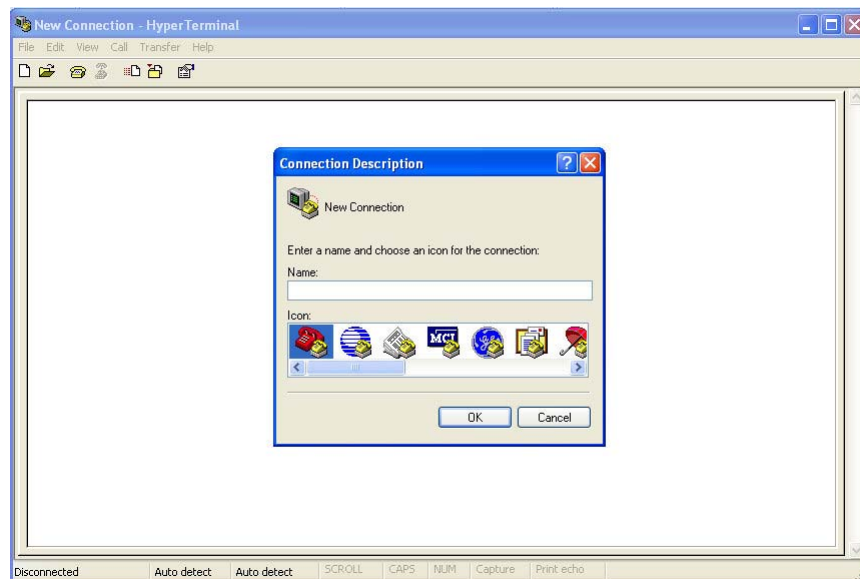 New Connection - HyperTerminal
File Edit View Call Transfer Help
Connection Description
New Connection
Enter a name and choose an icon for the connection:
Name:
Icon:
MCI
OK Cancel
Disconnected Auto detect Auto detect SCROLL CAPS NUM Capture Print echo